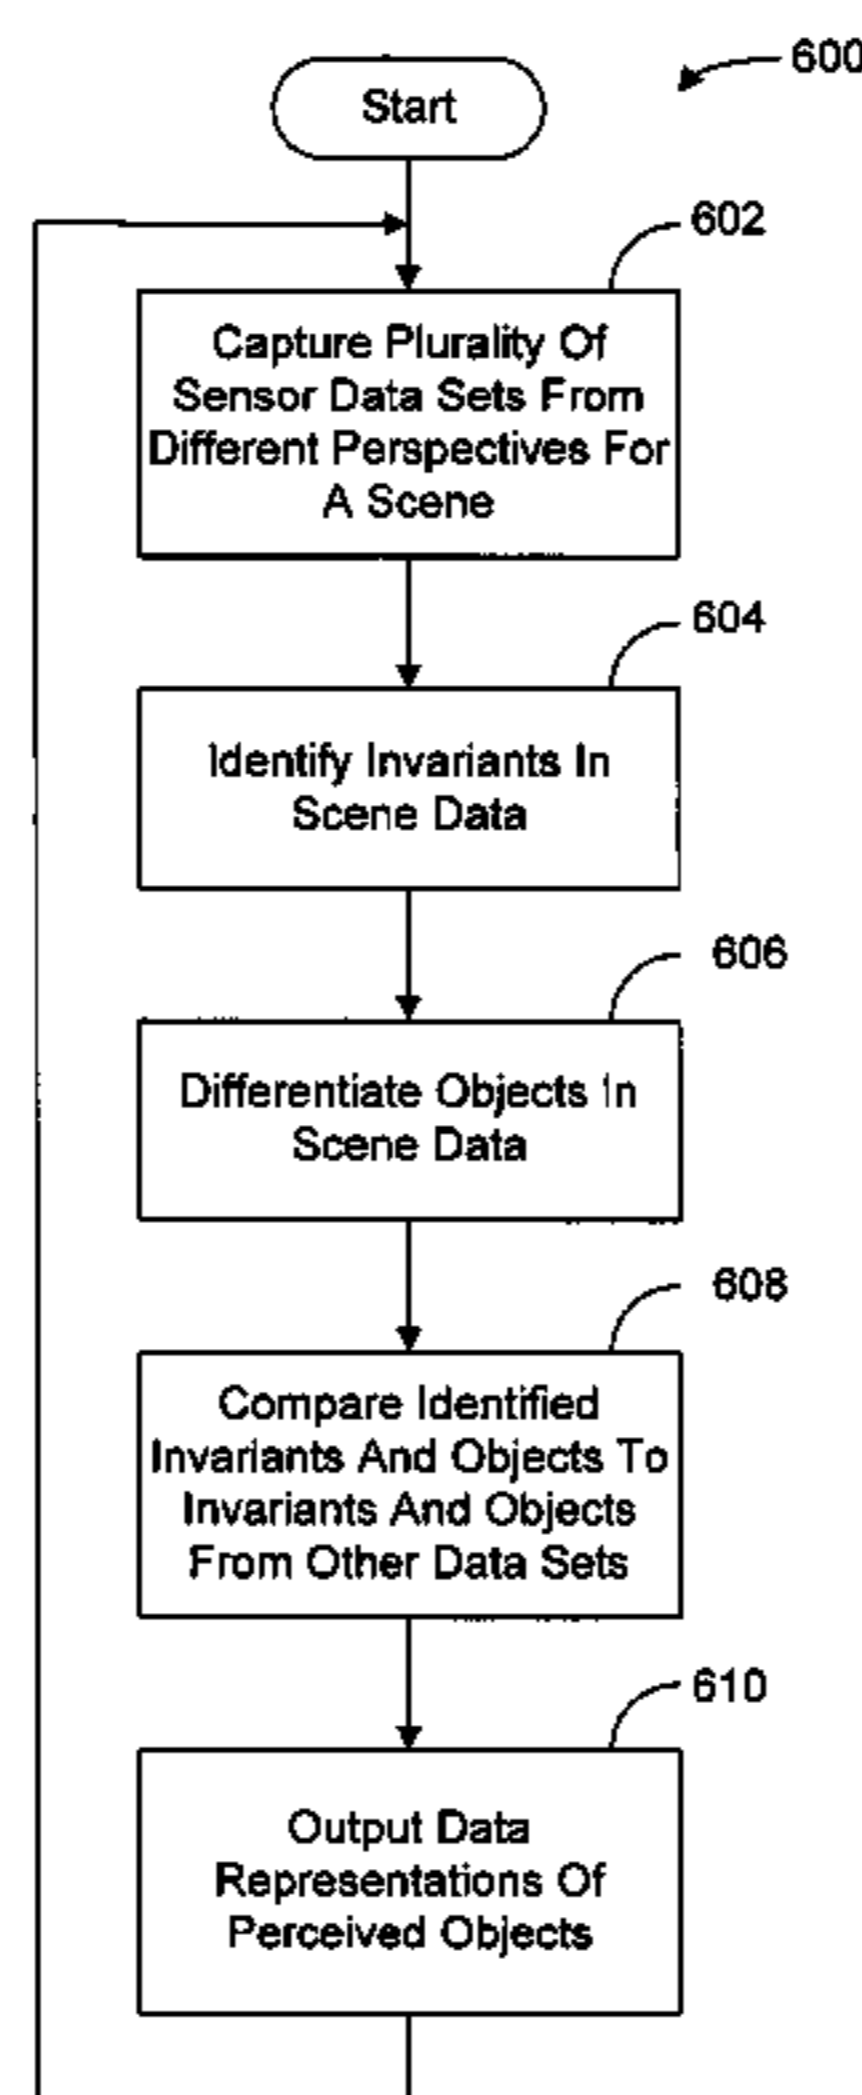 600
Start
602
Capture Plurality Of
Sensor Data Sets From
Different Perspectives For
A Scene
604
Identify Invariants In
Scene Data
606
Differentiate Objects In
Scene Data
608
Compare Identified
Invariants And Objects To
Invariants And Objects
From Other Data Sets
610
Output Data
Representations Of
Perceived Objects